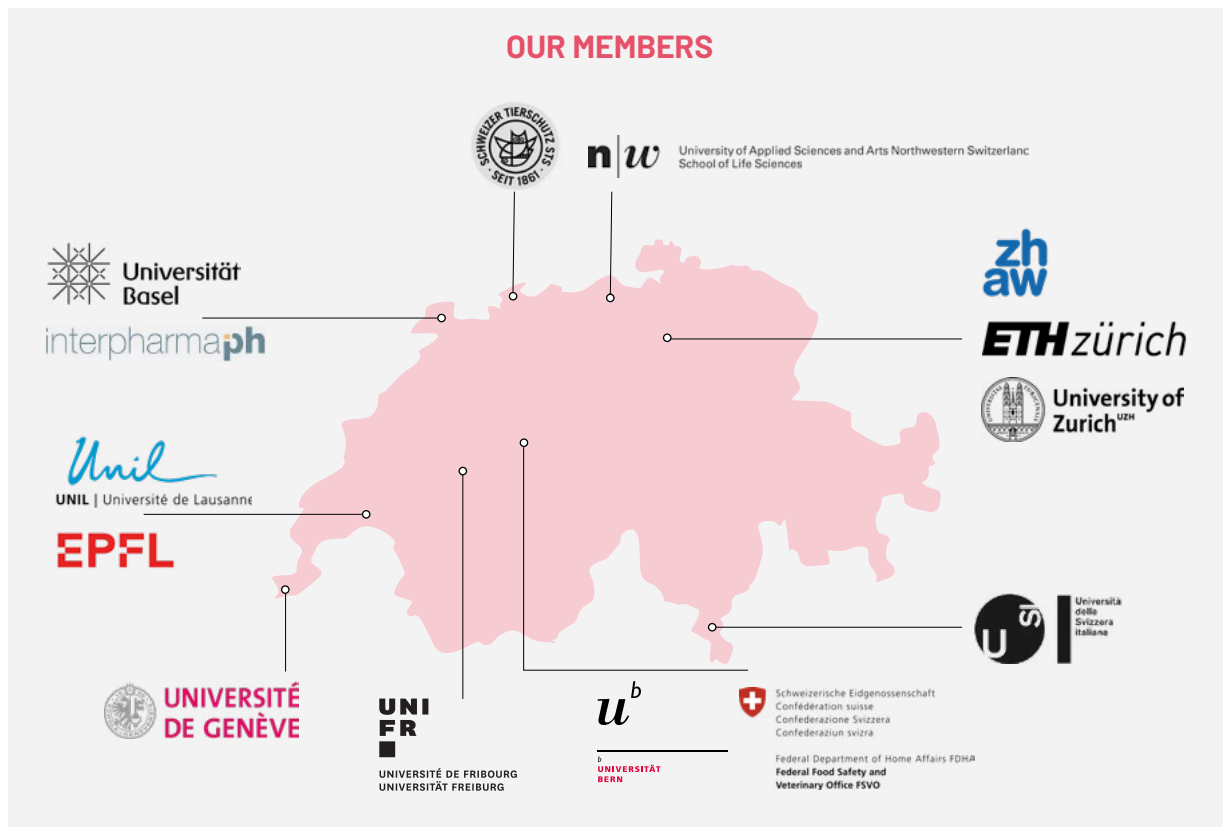 OUR MEMBERS
SCHWEIZER TIERSCHUTZ STS
· SEIT 1861 ·
n|w
University of Applied Sciences and Arts Northwestern Switzerlanc
School of Life Sciences
Universität
Basel
interpharmaph
zh
aw
ETH zürich
University of
Zurich UZH
Unil
UNIL | Université de Lausanne
EPFL
USI
Università
della
Svizzera
italiana
UNIVERSITÉ
DE GENÈVE
UNI
FR
UNIVERSITÉ DE FRIBOURG
UNIVERSITÄT FREIBURG
u b
b
UNIVERSITÄT
BERN
Schweizerische Eidgenossenschaft
Confédération suisse
Confederazione Svizzera
Confederaziun svizra
Federal Department of Home Affairs FDHA
Federal Food Safety and
Veterinary Office FSVO